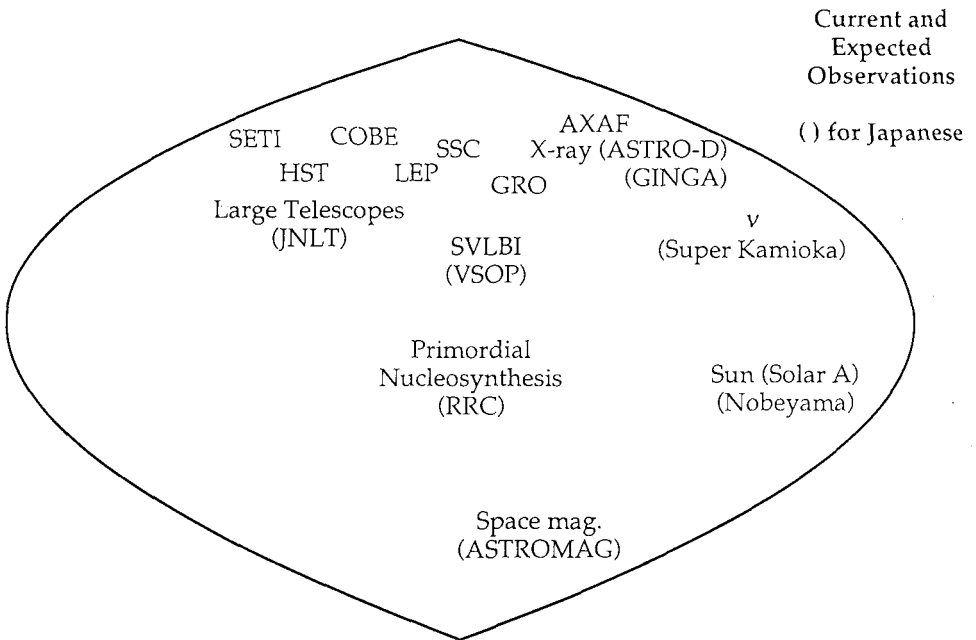 Current and
Expected
Observations
( ) for Japanese
SETI
COBE
SSC
AXAF
X-ray (ASTRO-D)
(GINGA)
HST
LEP
GRO
Large Telescopes
(JNLT)
SVLBI
(VSOP)
ν
(Super Kamioka)
Primordial
Nucleosynthesis
(RRC)
Sun (Solar A)
(Nobeyama)
Space mag.
(ASTROMAG)